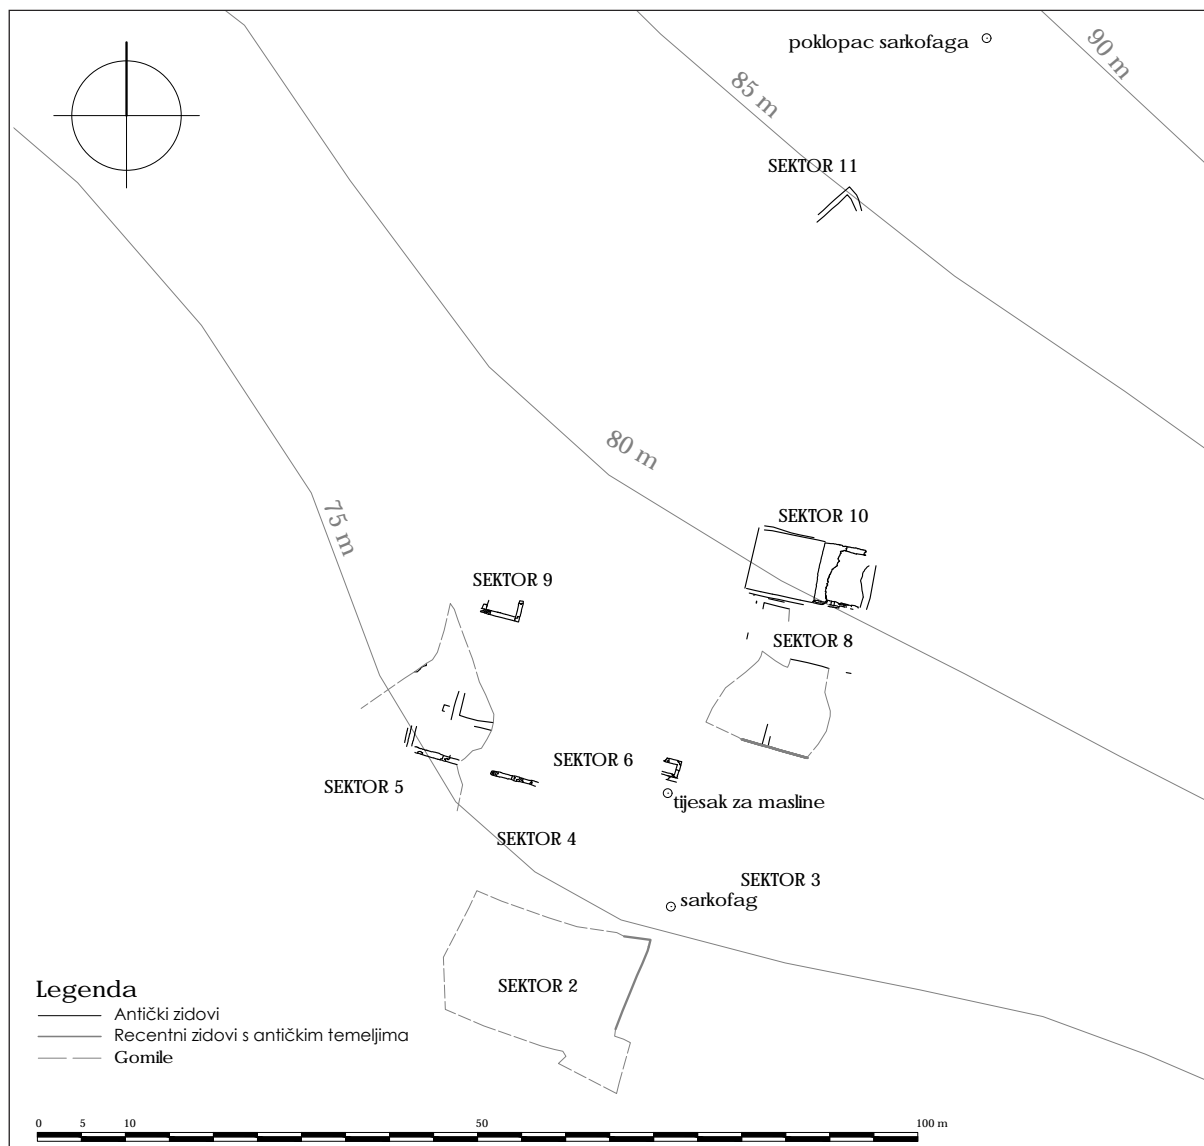 poklopac sarkofaga
90 m
85 m
SEKTOR 11
80 m
75 m
SEKTOR 10
SEKTOR 9
SEKTOR 8
SEKTOR 6
SEKTOR 5
tijesak za masline
SEKTOR 4
SEKTOR 3
sarkofag
SEKTOR 2
Legenda
Antički zidovi
Recentni zidovi s antičkim temeljima
Gomile
0 5 10 50 100 m